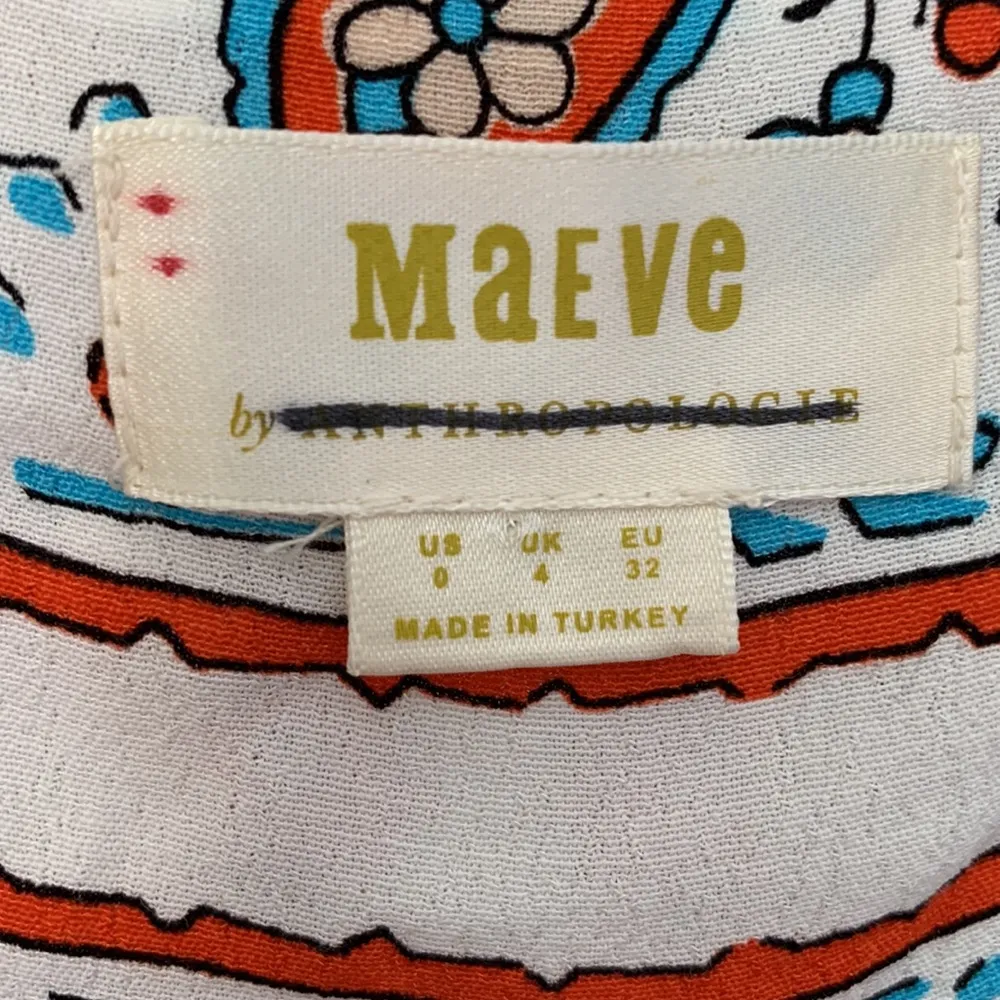 MaEVe
by ANTHROPOLOGIE
US UK EU
0 4 32
MADE IN TURKEY